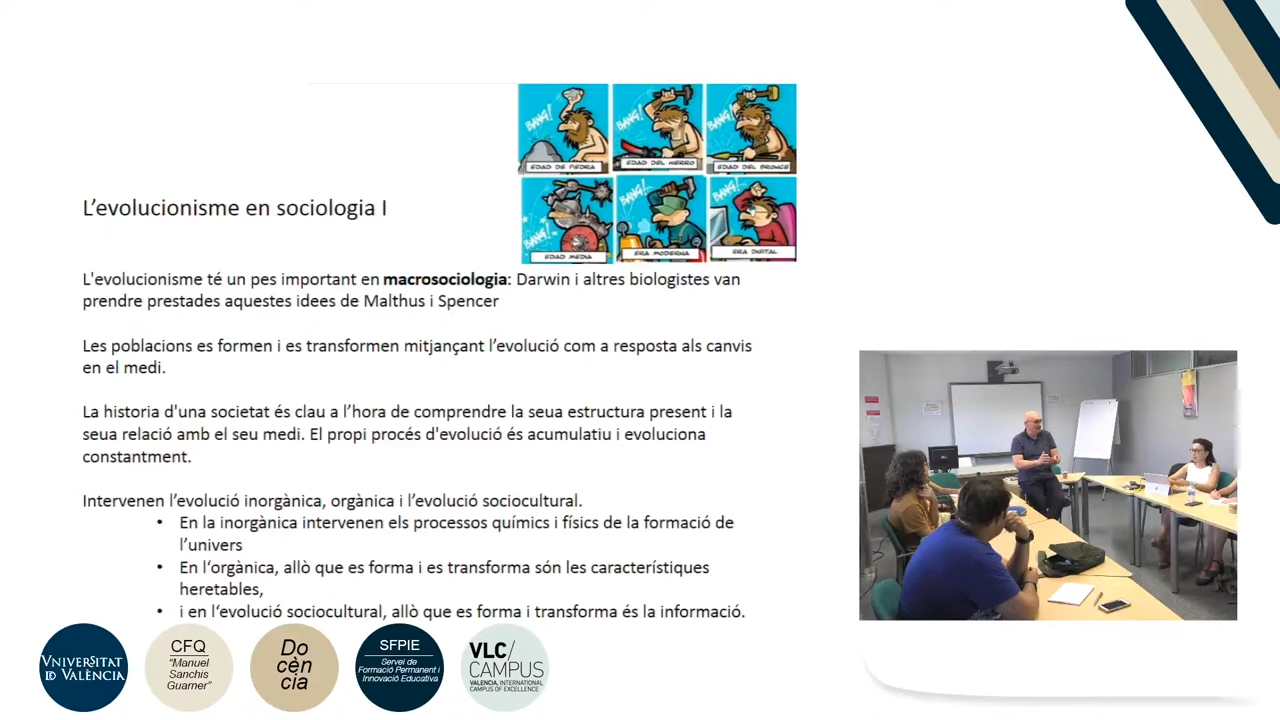 BANG!
BANG!
BANG!
EDAD DE PIEDRA
EDAD DEL HIERRO
EDAD DEL BRONCE
BANG!
BANG!
BANG!
EDAD MEDIA
ERA MODERNA
ERA DIGITAL
L’evolucionisme en sociologia I
L'evolucionisme té un pes important en macrosociologia: Darwin i altres biologistes van
prendre prestades aquestes idees de Malthus i Spencer
Les poblacions es formen i es transformen mitjançant l’evolució com a resposta als canvis
en el medi.
La historia d'una societat és clau a l’hora de comprendre la seua estructura present i la
seua relació amb el seu medi. El propi procés d'evolució és acumulatiu i evoluciona
constantment.
Intervenen l’evolució inorgànica, orgànica i l’evolució sociocultural.
• En la inorgànica intervenen els processos químics i físics de la formació de
l’univers
• En l‘orgànica, allò que es forma i es transforma són les característiques
heretables,
• i en l‘evolució sociocultural, allò que es forma i transforma és la informació.
VNIVERSITAT
ID VALÈNCIA
CFQ
“Manuel
Sanchis
Guarner”
Do
cèn
cia
SFPIE
Servei de
Formació Permanent i
Innovació Educativa
VLC/
CAMPUS
VALENCIA, INTERNATIONAL
CAMPUS OF EXCELLENCE